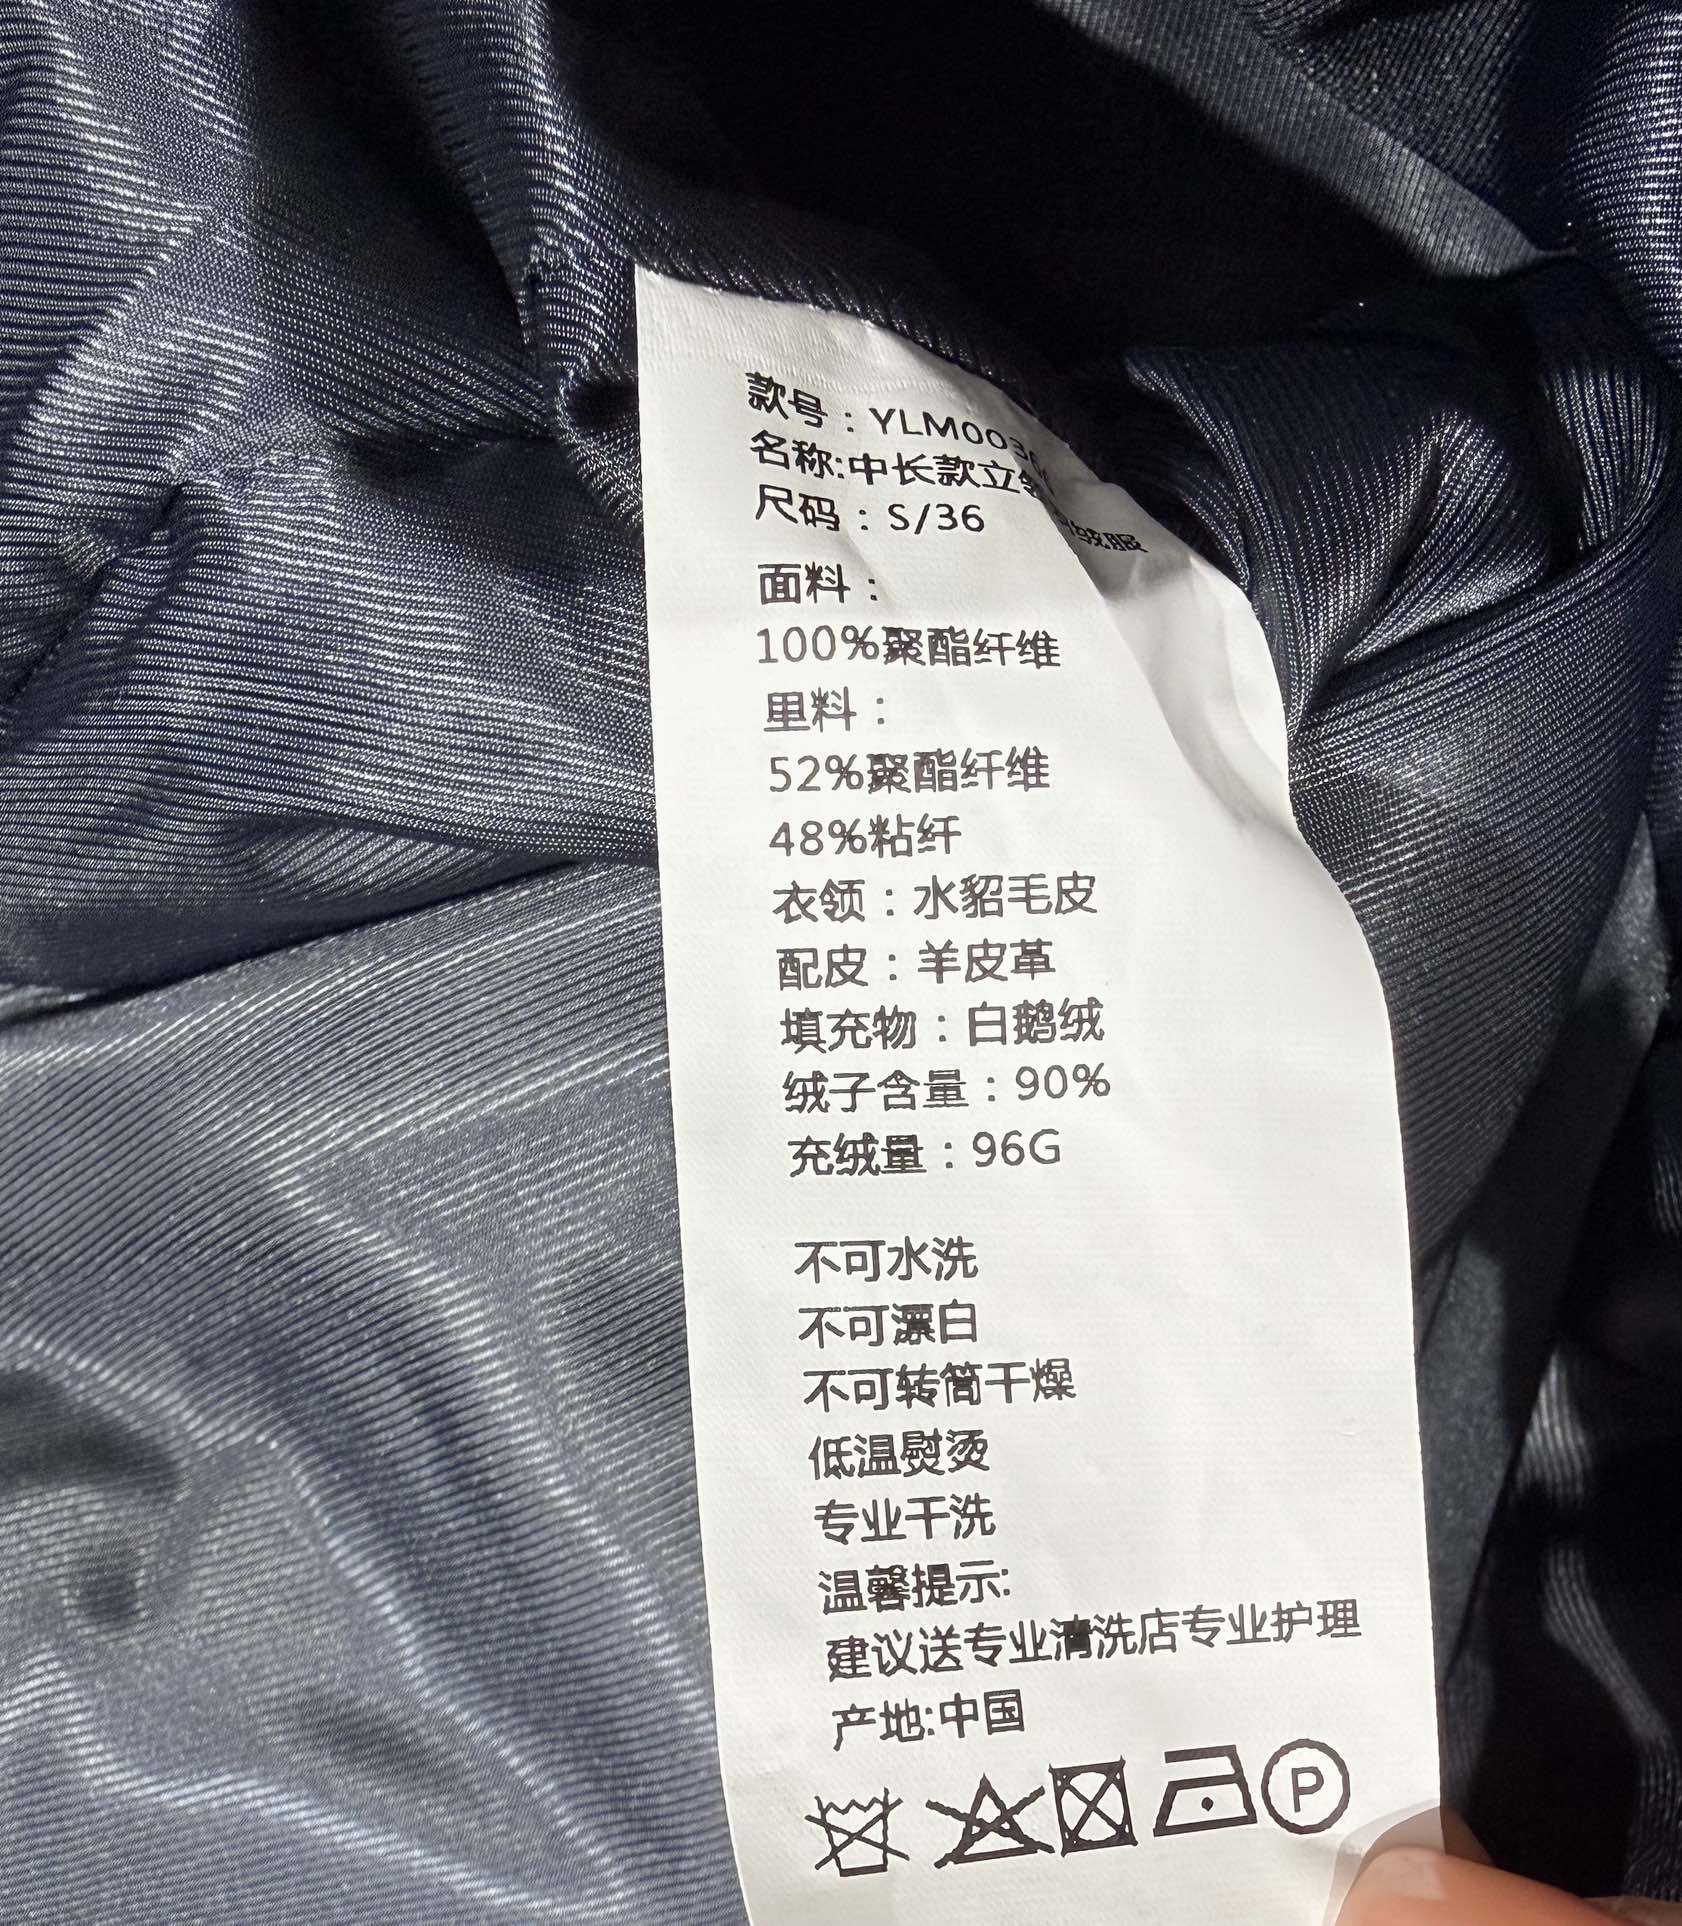 款号：YLM003
名称:中长款立 服
尺码：S/36
面料：
100%聚酯纤维
里料：
52%聚酯纤维
48%粘纤
衣领：水貂毛皮
配皮：羊皮革
填充物：白鹅绒
绒子含量：90%
充绒量：96G
不可水洗
不可漂白
不可转筒干燥
低温熨烫
专业干洗
温馨提示:
建议送专业清洗店专业护理
产地:中国
P